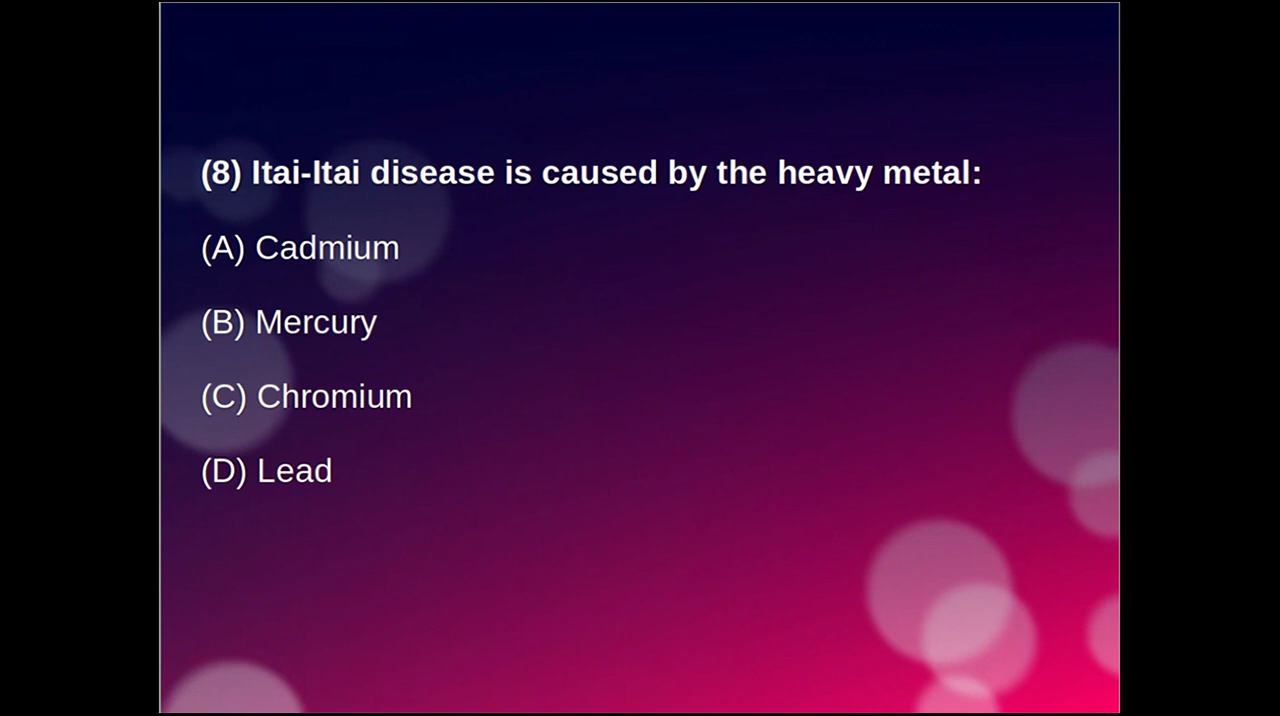 (8) Itai-Itai disease is caused by the heavy metal:
(A) Cadmium
(B) Mercury
(C) Chromium
(D) Lead